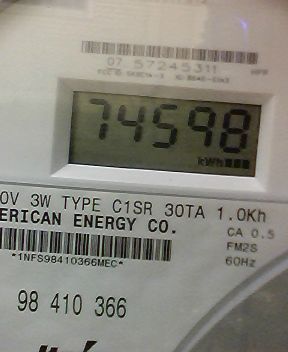 07 57245311
74598
kWh
0V 3W TYPE C1SR 30TA 1.0Kh
ERICAN ENERGY CO.
CA 0.5
FM2S
60Hz
*1NFS98410366MEC*
98 410 366